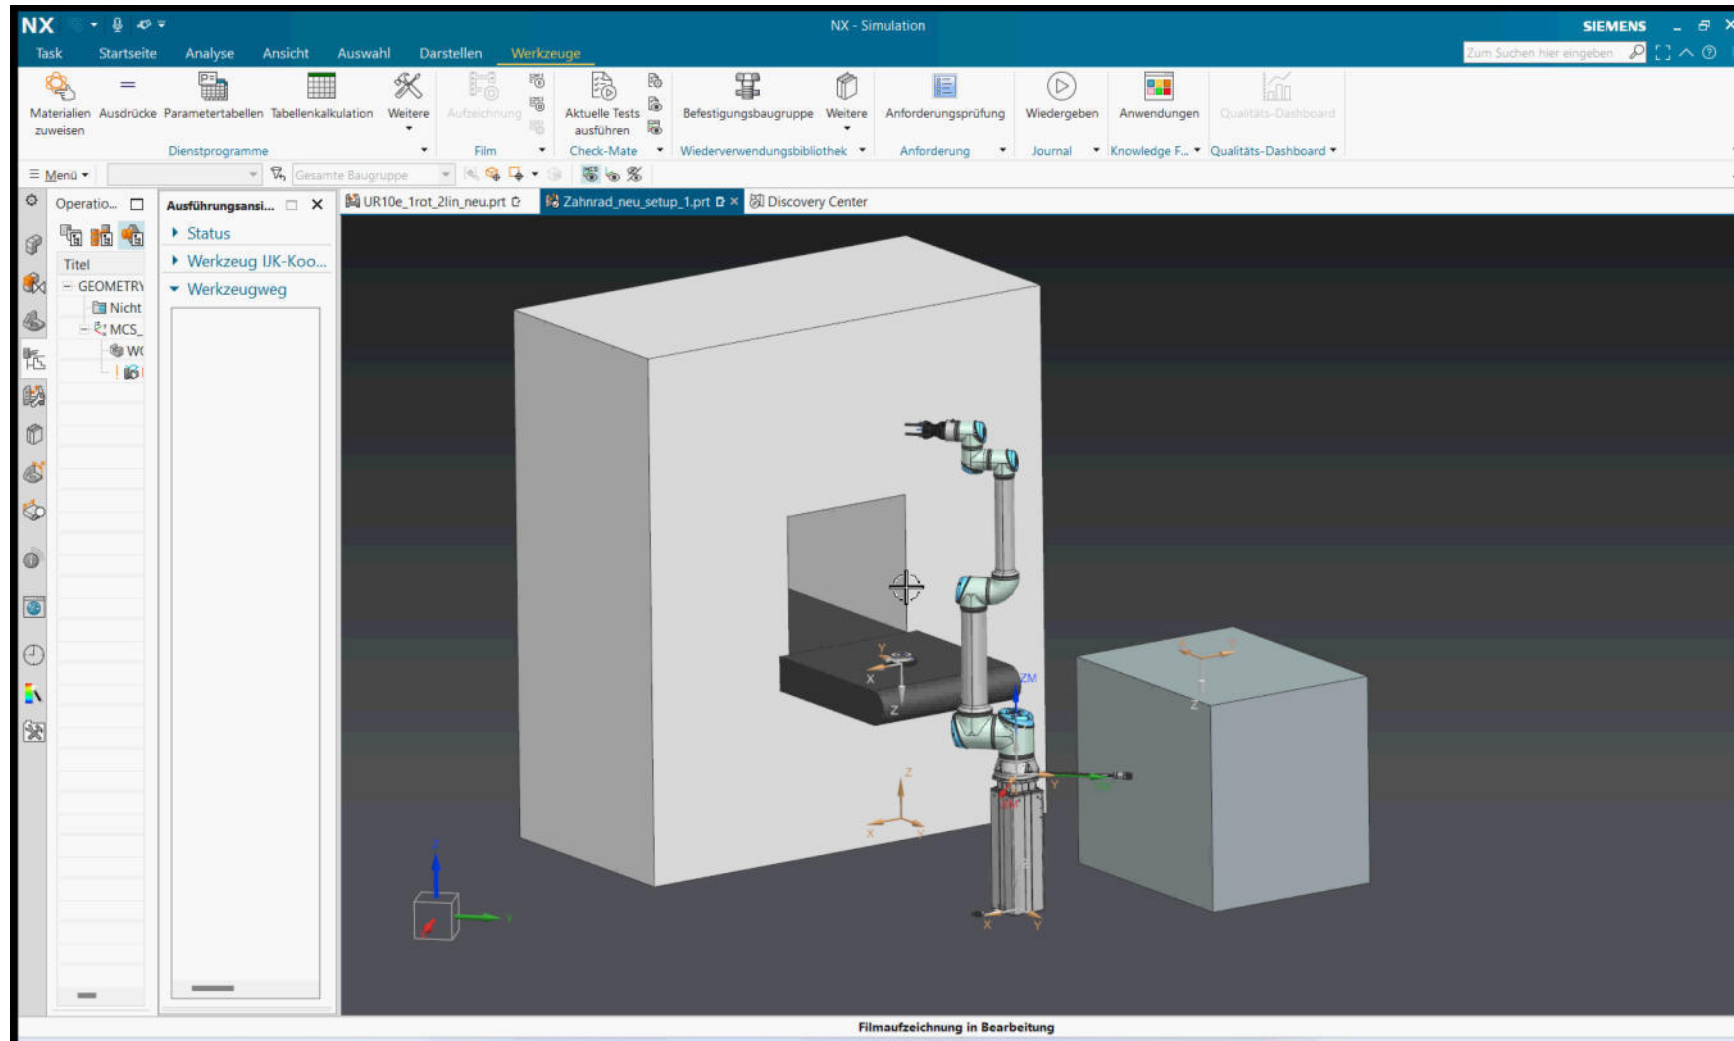 NX
NX - Simulation
SIEMENS
Task Startseite Analyse Ansicht Auswahl Darstellen Werkzeuge
Zum Suchen hier eingeben
Materialien zuweisen
Ausdrücke
Parametertabellen
Tabellenkalkulation
Weitere
Aufzeichnung
Aktuelle Tests ausführen
Befestigungsbaugruppe
Weitere
Anforderungsprüfung
Wiedergeben
Anwendungen
Qualitäts-Dashboard
Dienstprogramme
Film
Check-Mate
Wiederverwendungsbibliothek
Anforderung
Journal
Knowledge F...
Qualitäts-Dashboard
Menü
Gesamte Baugruppe
Operatio...
Ausführungsansi...
UR10e_1rot_2lin_neu.prt
Zahnrad_neu_setup_1.prt
Discovery Center
Status
Titel
Werkzeug IJK-Koo...
GEOMETRY
Werkzeugweg
Nicht
MCS_
WO
Y
X
Z
ZM
Z
Z
X
Y
Y
X
Y
Filmaufzeichnung in Bearbeitung